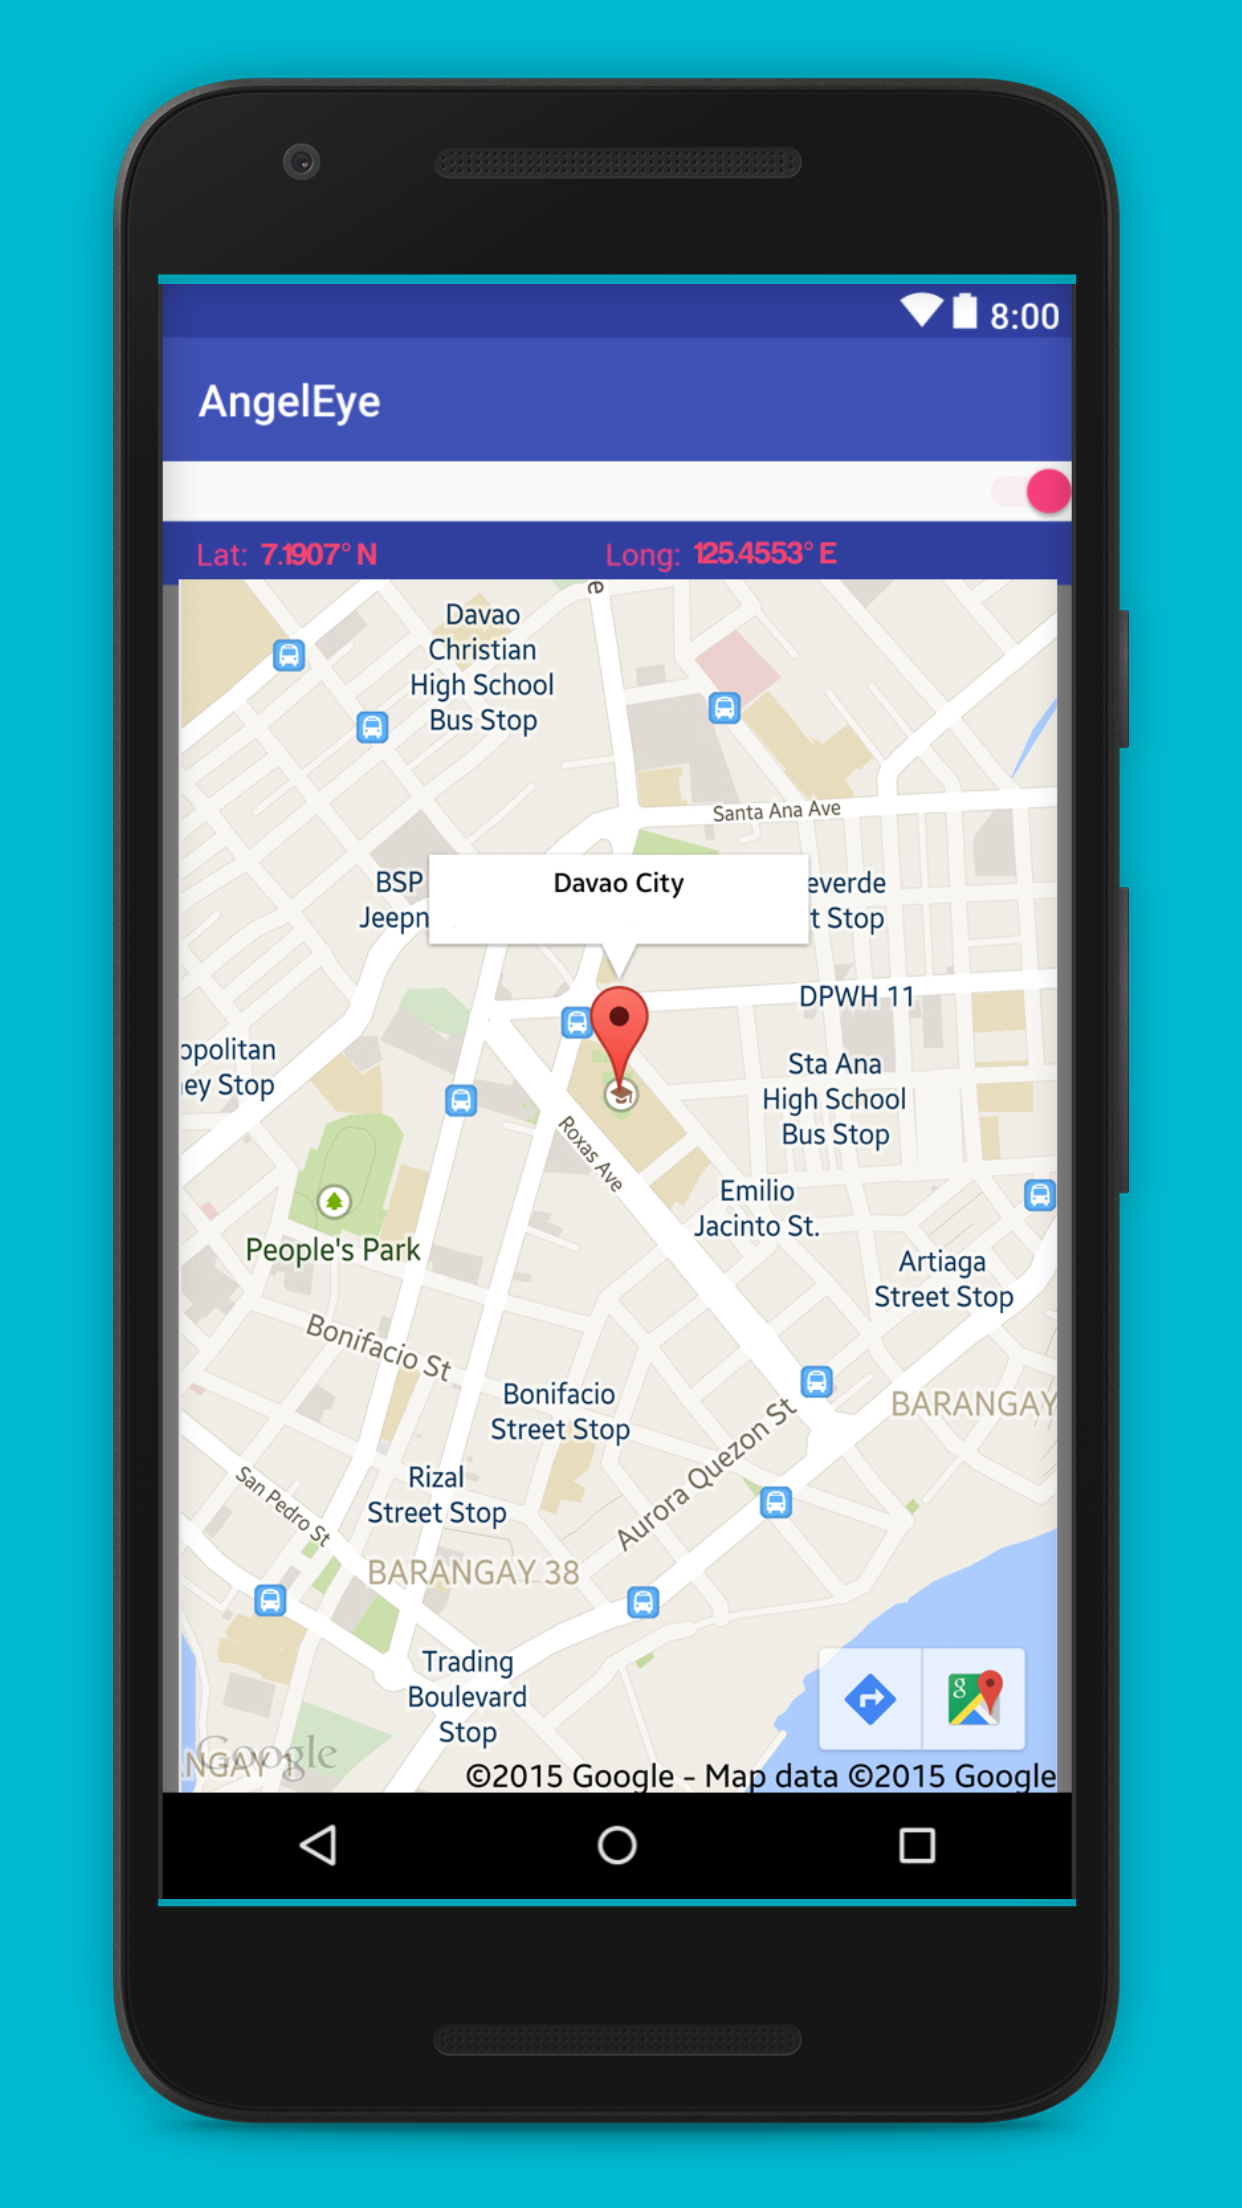 8:00
AngelEye
Lat: 7.1907° N
Long: 125.4553° E
e
Davao
Christian
High School
Bus Stop
Santa Ana Ave
BSP
Jeepn
Davao City
everde
t Stop
DPWH 11
opolitan
ey Stop
Sta Ana
High School
Bus Stop
Roxas Ave
Emilio
Jacinto St.
People's Park
Artiaga
Street Stop
Bonifacio St
Bonifacio
Street Stop
BARANGAY
Aurora Quezon St
Rizal
Street Stop
San Pedro St
BARANGAY 38
Trading
Boulevard
Stop
g
Google
NGAY 1
©2015 Google - Map data ©2015 Google